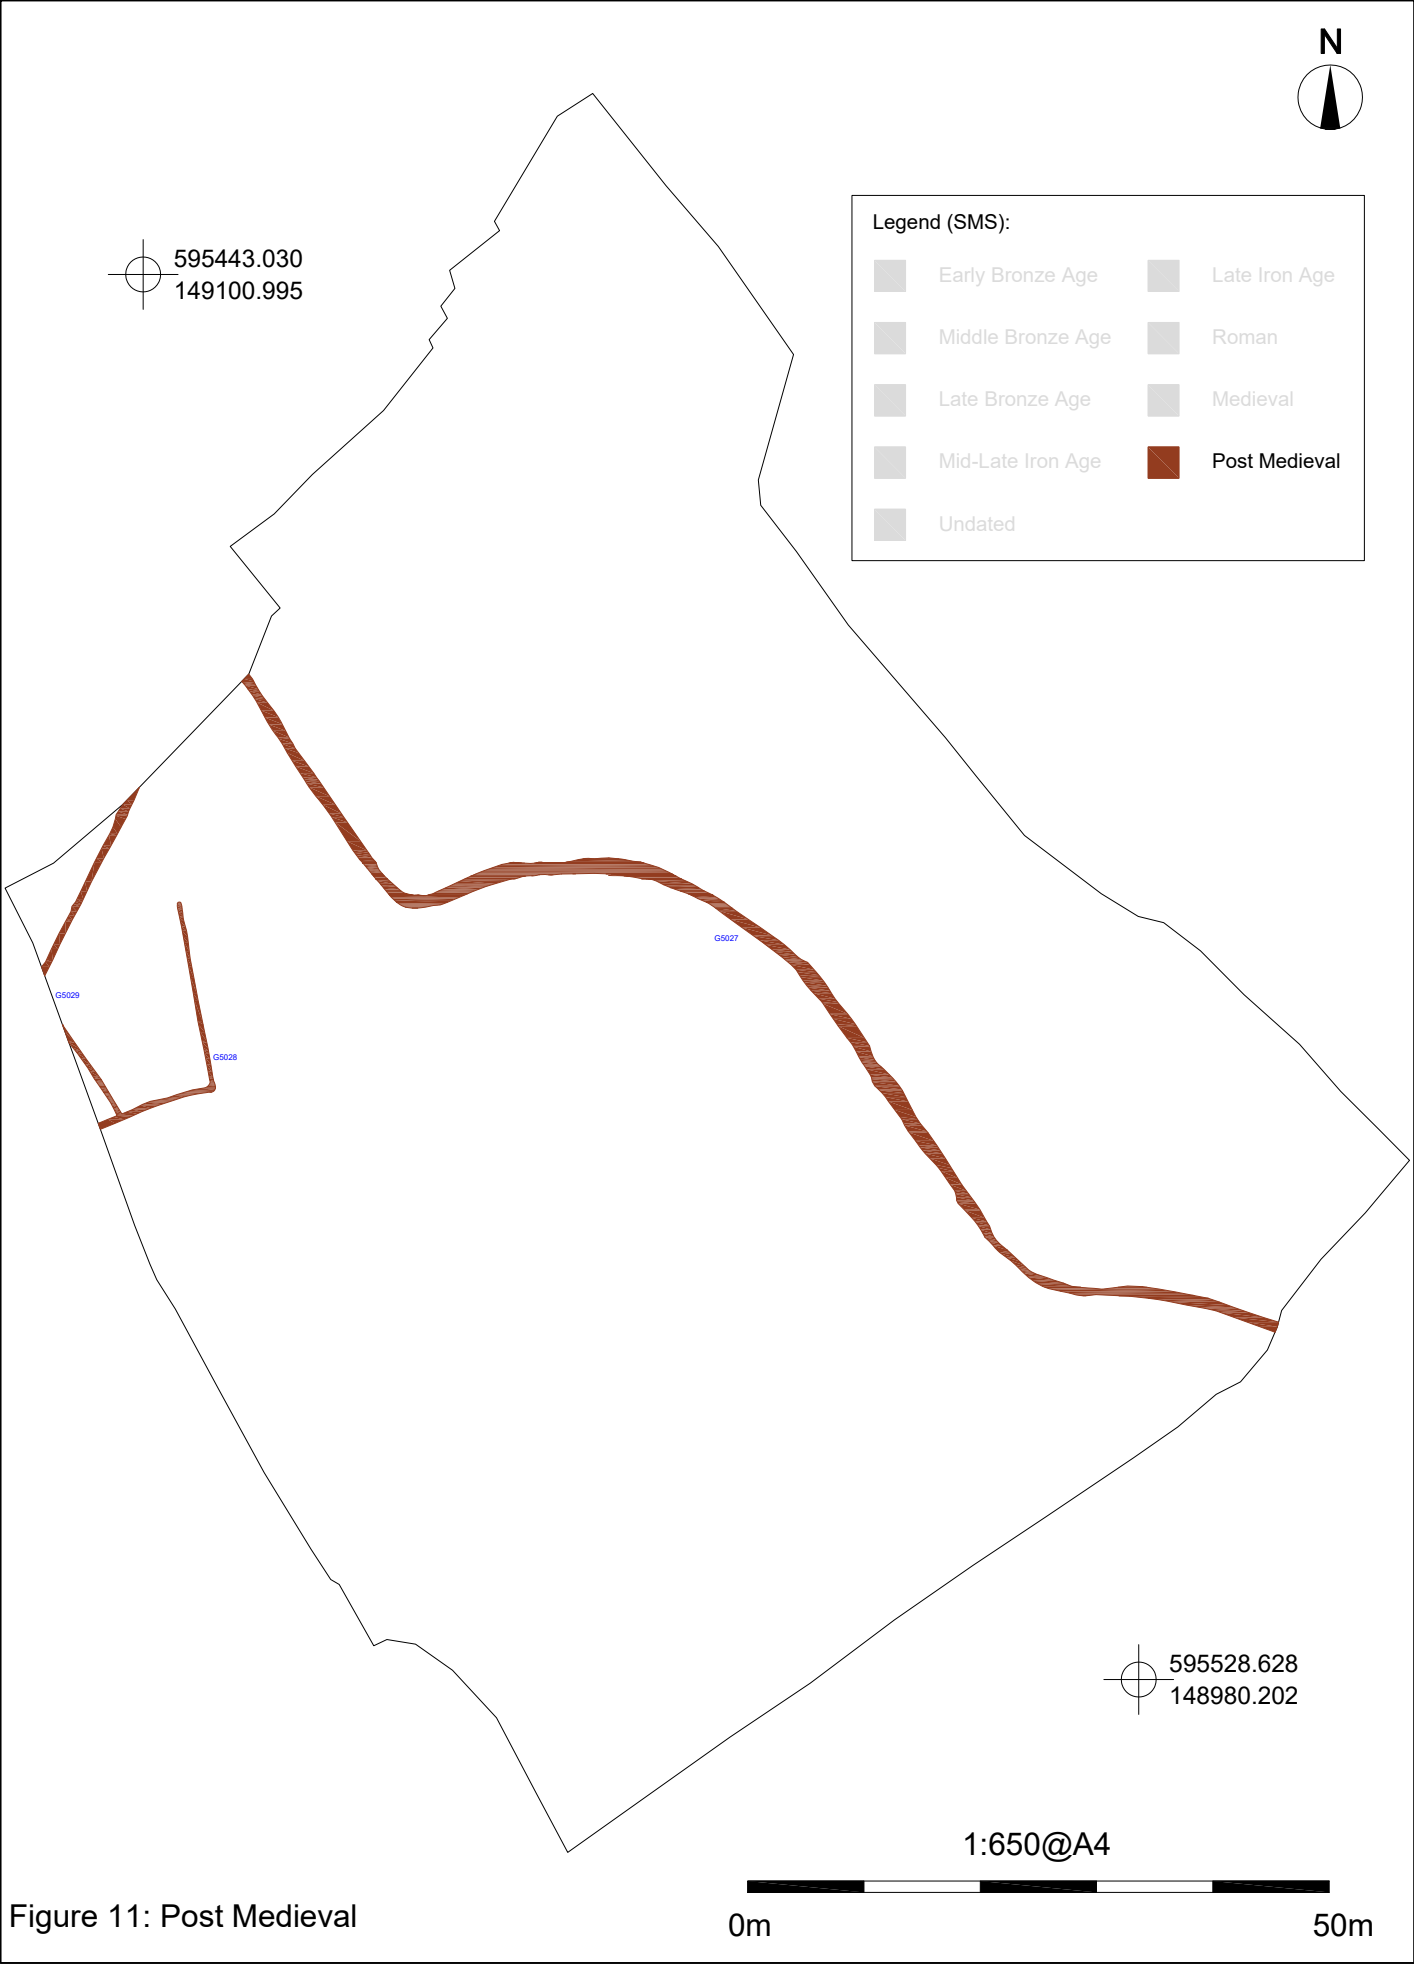 N
595443.030
149100.995
Legend (SMS):
Early Bronze Age
Late Iron Age
Middle Bronze Age
Roman
Late Bronze Age
Medieval
Mid-Late Iron Age
Post Medieval
Undated
G5027
G5029
G5028
595528.628
148980.202
1:650@A4
0m
50m
Figure 11: Post Medieval